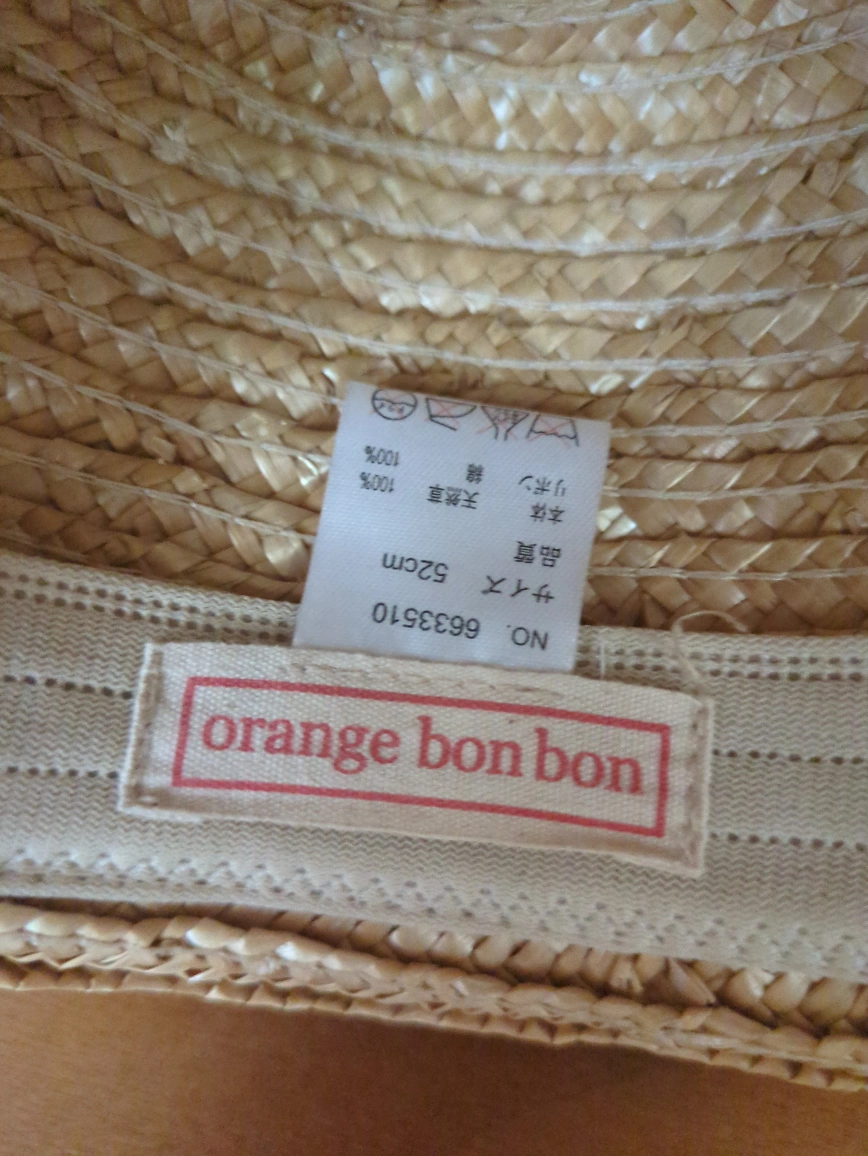 NO. 6633510
サイズ 52cm
品質
本体 天然草 100%
リボン 綿 100%
orange bon bon